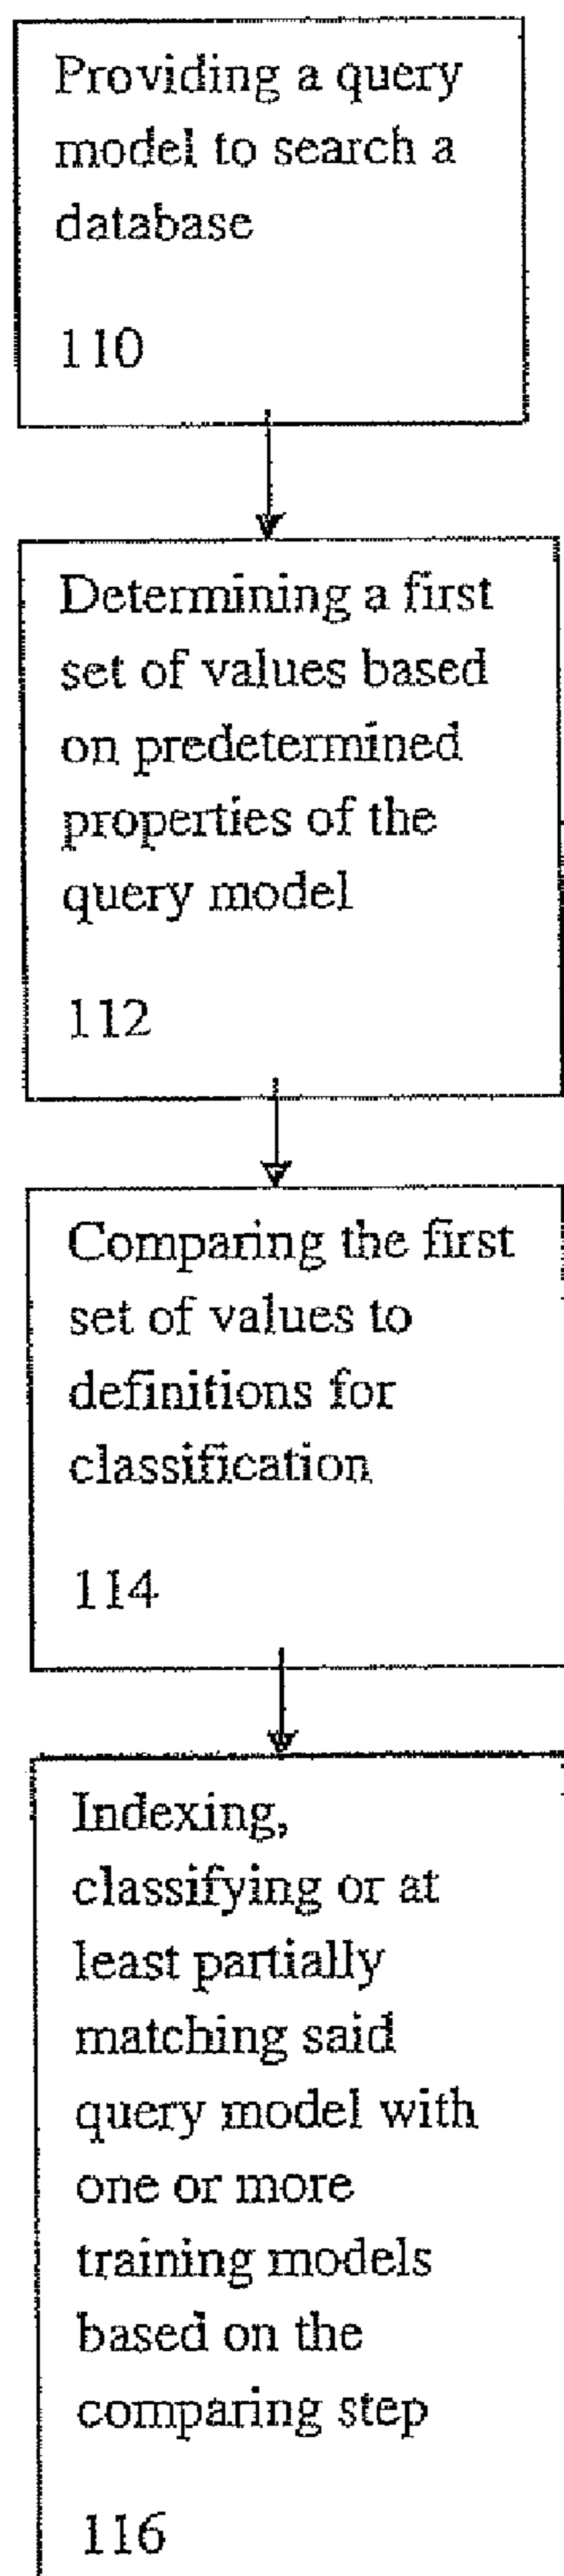 Providing a query
model to search a
database
110
Determining a first
set of values based
on predetermined
properties of the
query model
112
Comparing the first
set of values to
definitions for
classification
114
Indexing,
classifying or at
least partially
matching said
query model with
one or more
training models
based on the
comparing step
116